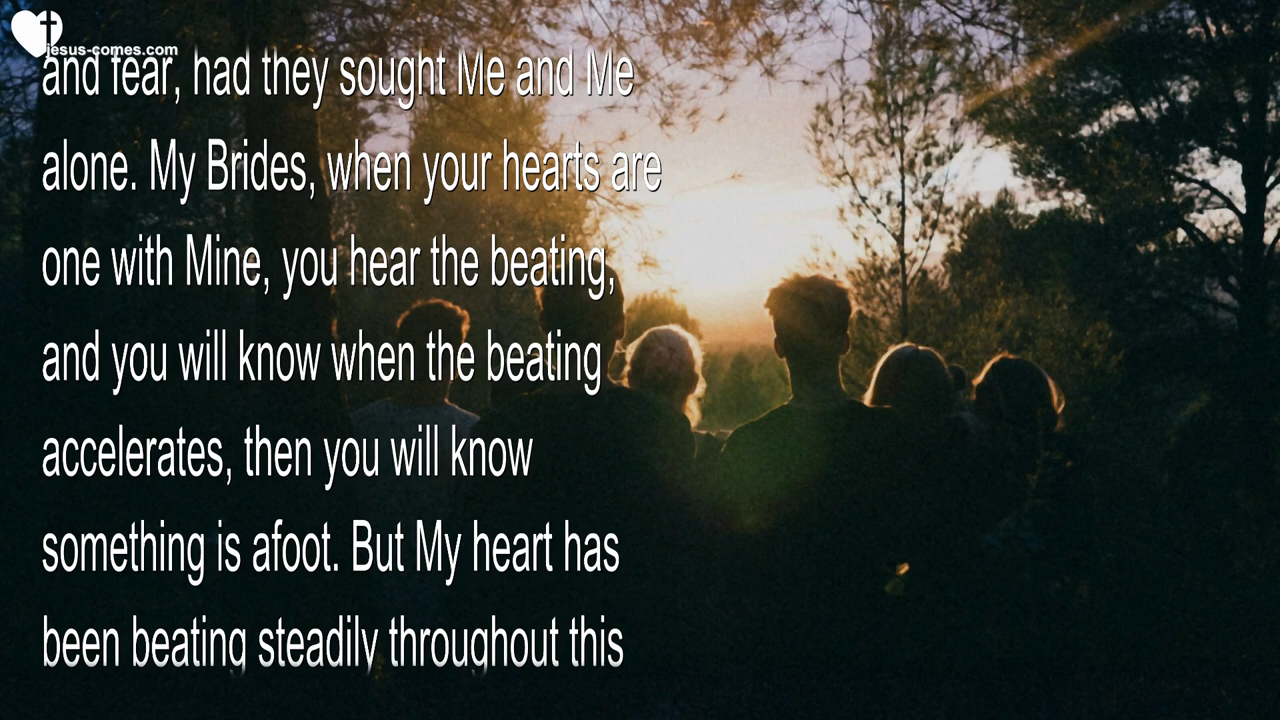 jesus-comes.com
and fear, had they sought Me and Me
alone. My Brides, when your hearts are
one with Mine, you hear the beating,
and you will know when the beating
accelerates, then you will know
something is afoot. But My heart has
been beating steadily throughout this